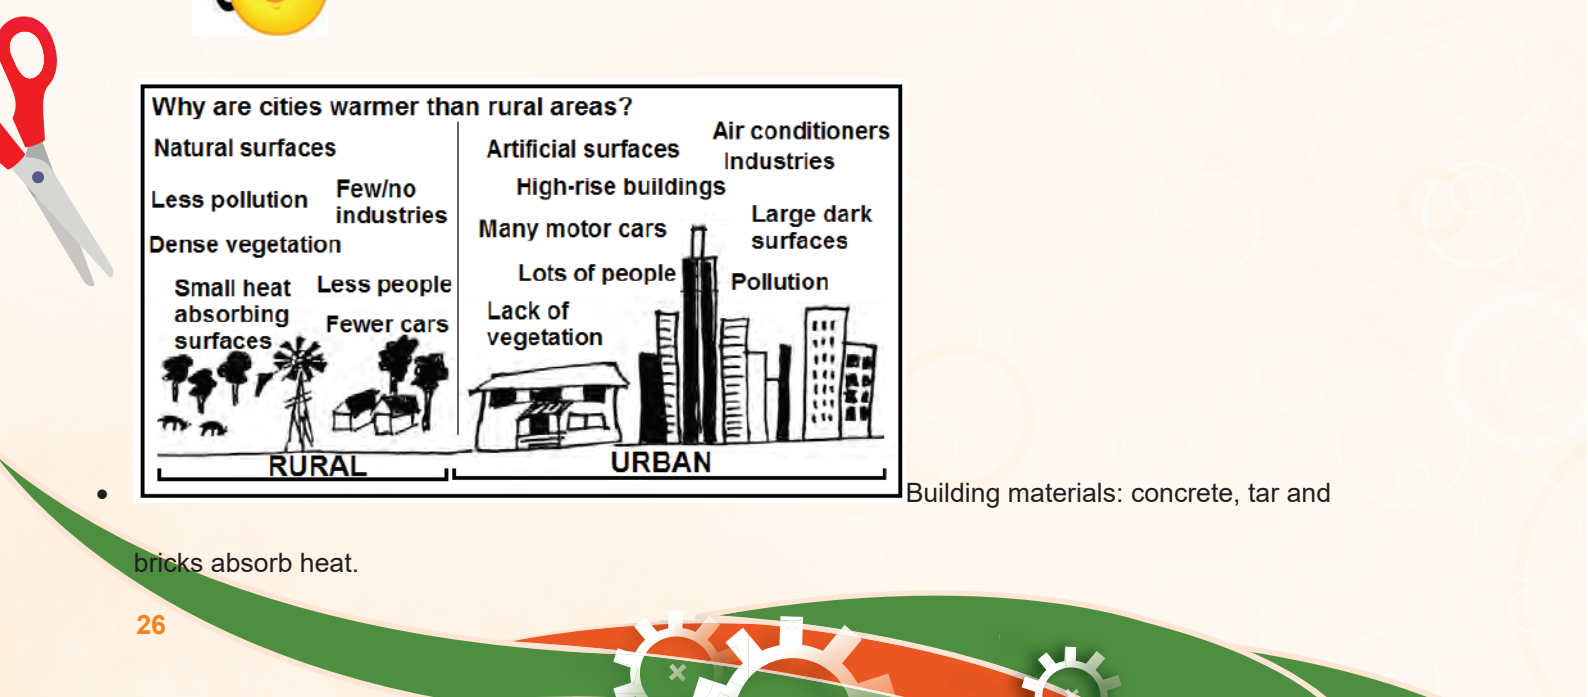 Why are cities warmer than rural areas?
Natural surfaces
Less pollution
Few/no
industries
Dense vegetation
Small heat
absorbing
surfaces
Less people
Fewer cars
RURAL
Artificial surfaces
Air conditioners
Industries
High-rise buildings
Many motor cars
Large dark
surfaces
Lots of people
Pollution
Lack of
vegetation
URBAN
• Building materials: concrete, tar and
bricks absorb heat.
26